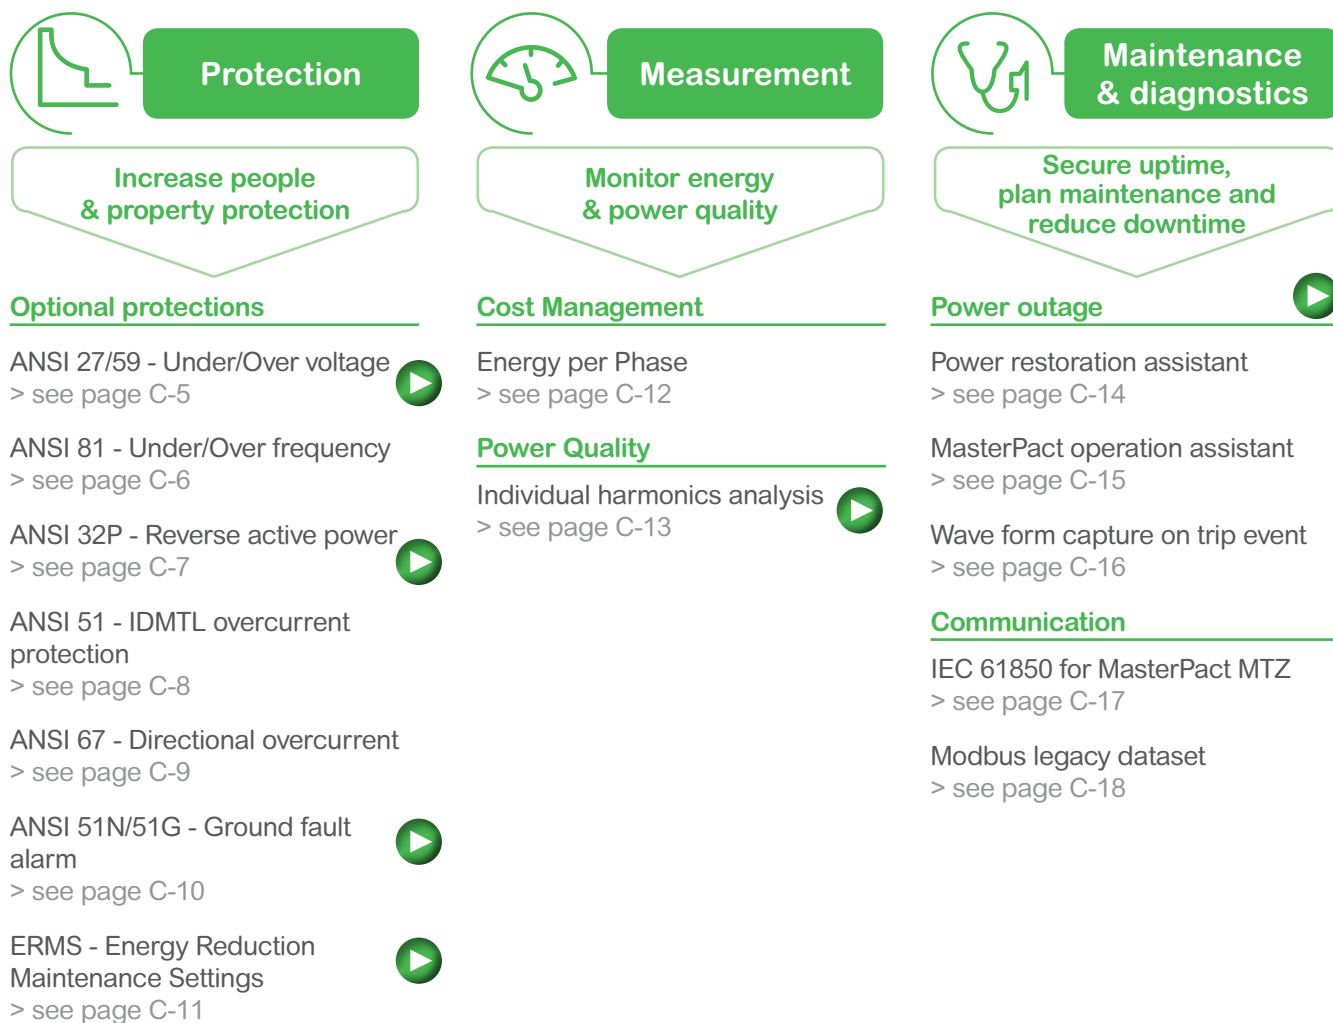 Protection
Increase people
& property protection
Optional protections
ANSI 27/59 - Under/Over voltage
> see page C-5
ANSI 81 - Under/Over frequency
> see page C-6
ANSI 32P - Reverse active power
> see page C-7
ANSI 51 - IDMTL overcurrent
protection
> see page C-8
ANSI 67 - Directional overcurrent
> see page C-9
ANSI 51N/51G - Ground fault
alarm
> see page C-10
ERMS - Energy Reduction
Maintenance Settings
> see page C-11
Measurement
Monitor energy
& power quality
Cost Management
Energy per Phase
> see page C-12
Power Quality
Individual harmonics analysis
> see page C-13
Maintenance
& diagnostics
Secure uptime,
plan maintenance and
reduce downtime
Power outage
Power restoration assistant
> see page C-14
MasterPact operation assistant
> see page C-15
Wave form capture on trip event
> see page C-16
Communication
IEC 61850 for MasterPact MTZ
> see page C-17
Modbus legacy dataset
> see page C-18